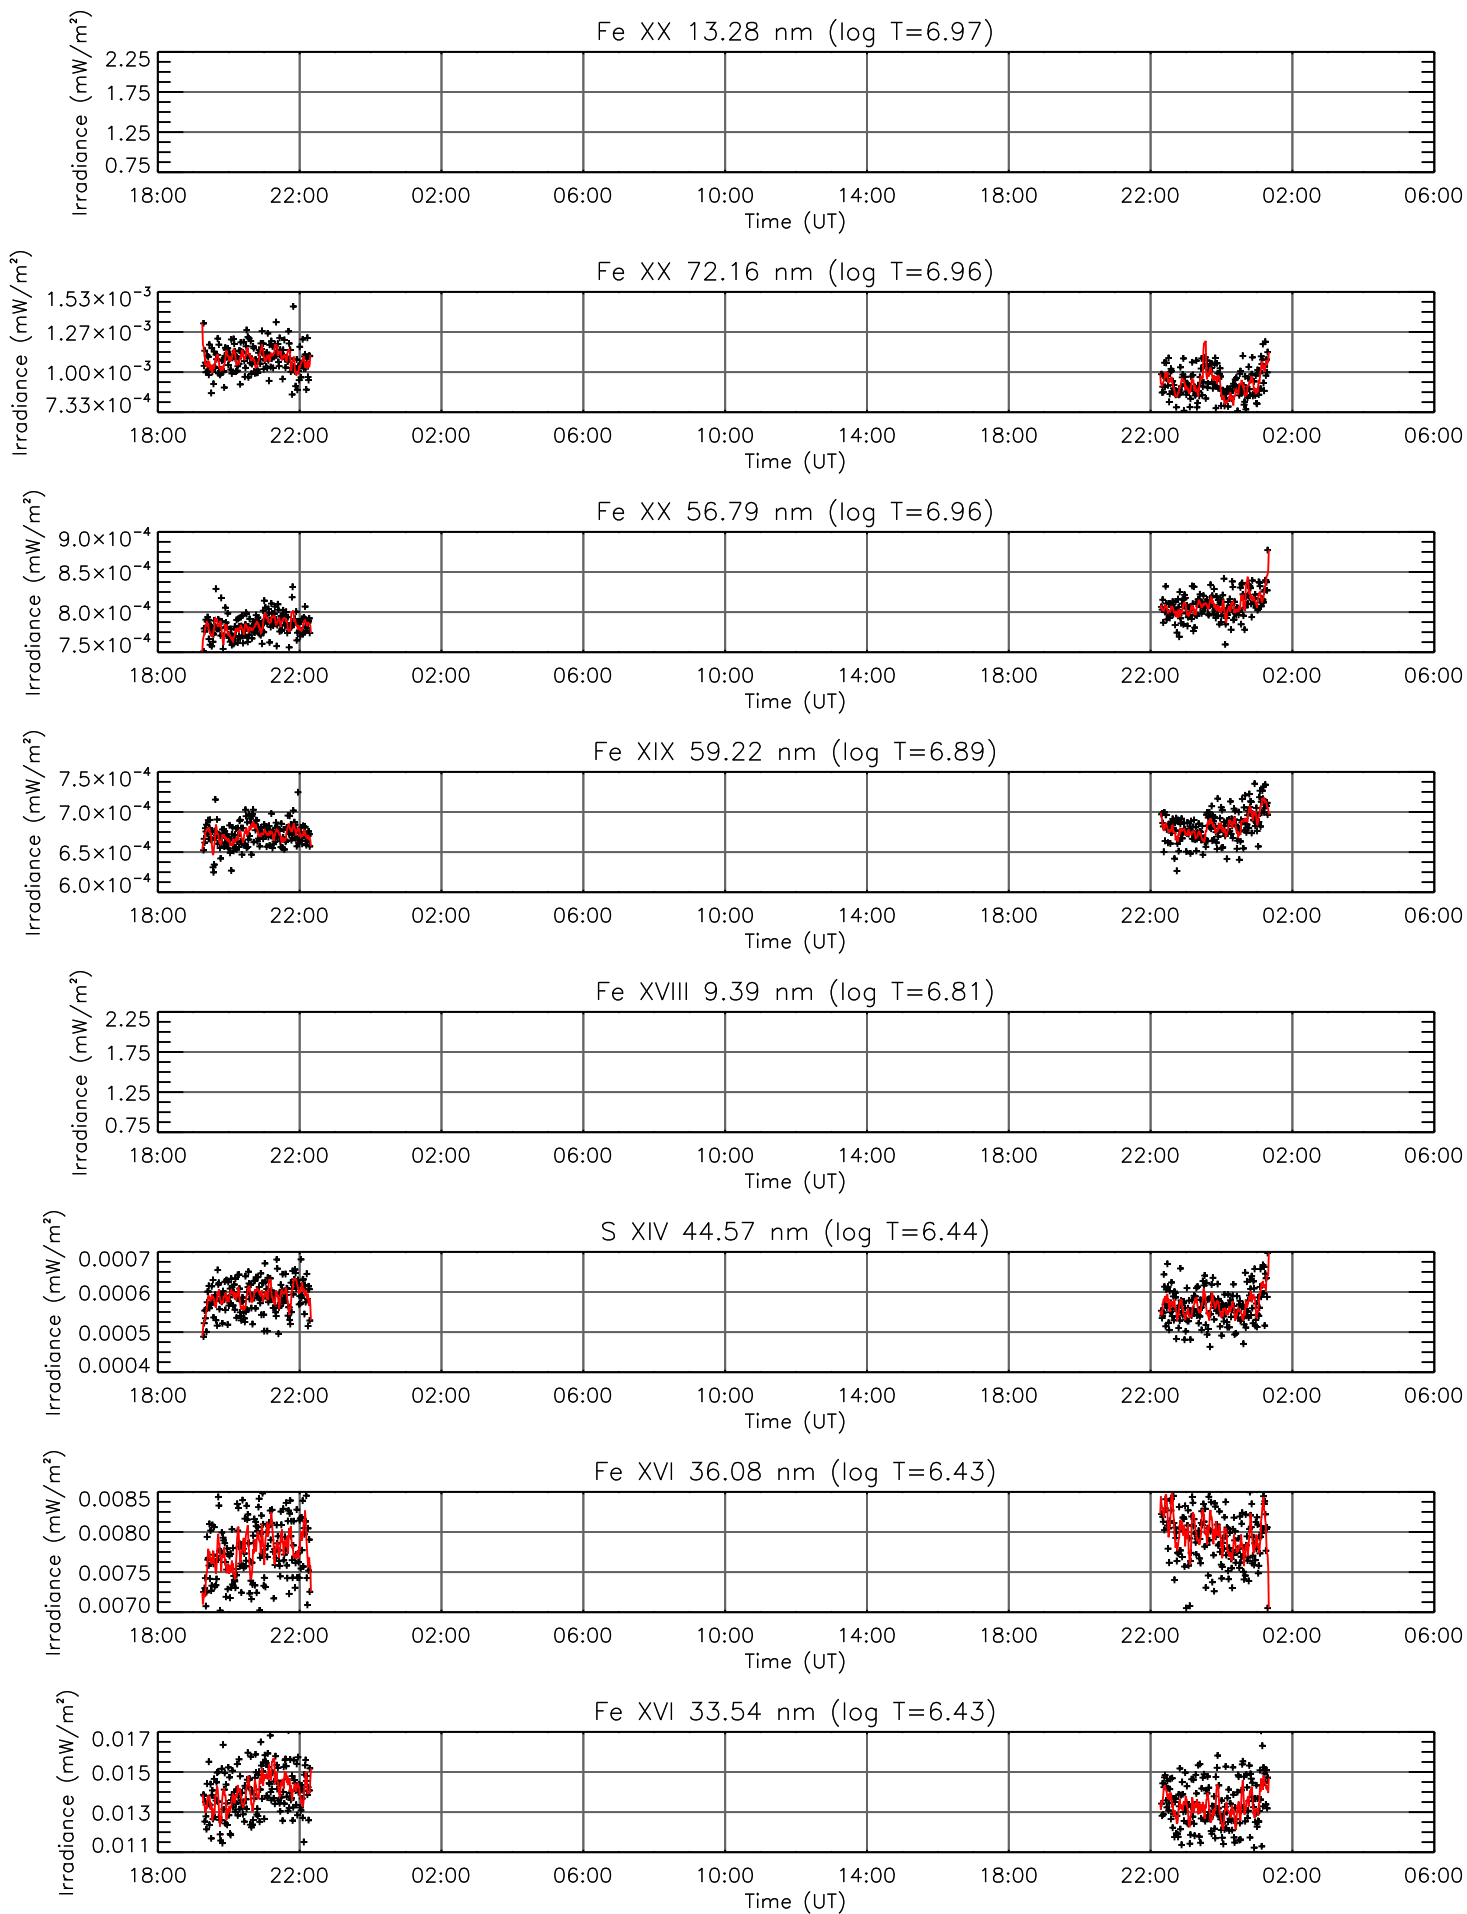 Fe XX 13.28 nm (log T=6.97)
Irradiance (mW/m²)
2.25
1.75
1.25
0.75
18:00 22:00 02:00 06:00 10:00 14:00 18:00 22:00 02:00 06:00
Time (UT)
Fe XX 72.16 nm (log T=6.96)
Irradiance (mW/m²)
1.53×10⁻³
1.27×10⁻³
1.00×10⁻³
7.33×10⁻⁴
18:00 22:00 02:00 06:00 10:00 14:00 18:00 22:00 02:00 06:00
Time (UT)
Fe XX 56.79 nm (log T=6.96)
Irradiance (mW/m²)
9.0×10⁻⁴
8.5×10⁻⁴
8.0×10⁻⁴
7.5×10⁻⁴
18:00 22:00 02:00 06:00 10:00 14:00 18:00 22:00 02:00 06:00
Time (UT)
Fe XIX 59.22 nm (log T=6.89)
Irradiance (mW/m²)
7.5×10⁻⁴
7.0×10⁻⁴
6.5×10⁻⁴
6.0×10⁻⁴
18:00 22:00 02:00 06:00 10:00 14:00 18:00 22:00 02:00 06:00
Time (UT)
Fe XVIII 9.39 nm (log T=6.81)
Irradiance (mW/m²)
2.25
1.75
1.25
0.75
18:00 22:00 02:00 06:00 10:00 14:00 18:00 22:00 02:00 06:00
Time (UT)
S XIV 44.57 nm (log T=6.44)
Irradiance (mW/m²)
0.0007
0.0006
0.0005
0.0004
18:00 22:00 02:00 06:00 10:00 14:00 18:00 22:00 02:00 06:00
Time (UT)
Fe XVI 36.08 nm (log T=6.43)
Irradiance (mW/m²)
0.0085
0.0080
0.0075
0.0070
18:00 22:00 02:00 06:00 10:00 14:00 18:00 22:00 02:00 06:00
Time (UT)
Fe XVI 33.54 nm (log T=6.43)
Irradiance (mW/m²)
0.017
0.015
0.013
0.011
18:00 22:00 02:00 06:00 10:00 14:00 18:00 22:00 02:00 06:00
Time (UT)